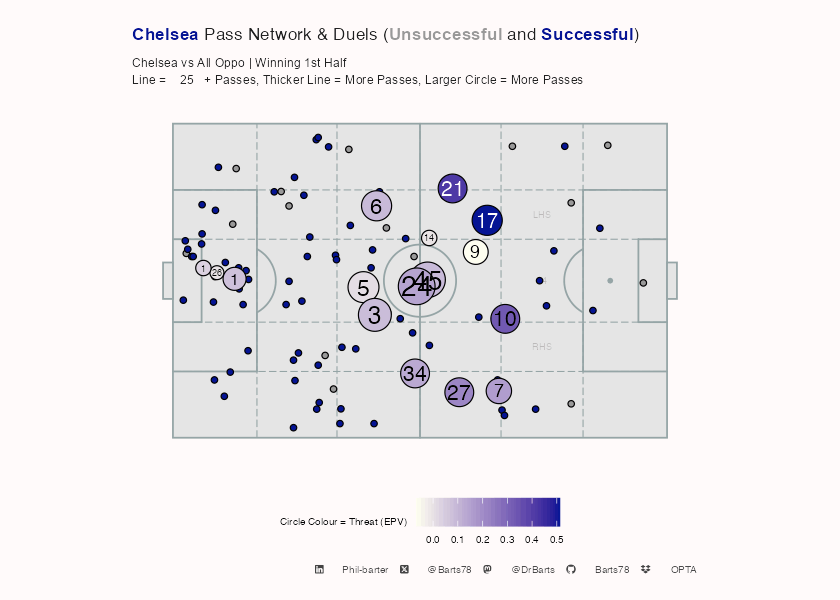 Chelsea Pass Network & Duels (Unsuccessful and Successful)
Chelsea vs All Oppo | Winning 1st Half
Line = 25 + Passes, Thicker Line = More Passes, Larger Circle = More Passes
21
6
17
LHS
14
9
1
26
1
5
24
45
3
10
RHS
34
27
7
Circle Colour = Threat (EPV)
0.0 0.1 0.2 0.3 0.4 0.5
Phil-barter @Barts78 @DrBarts Barts78 OPTA